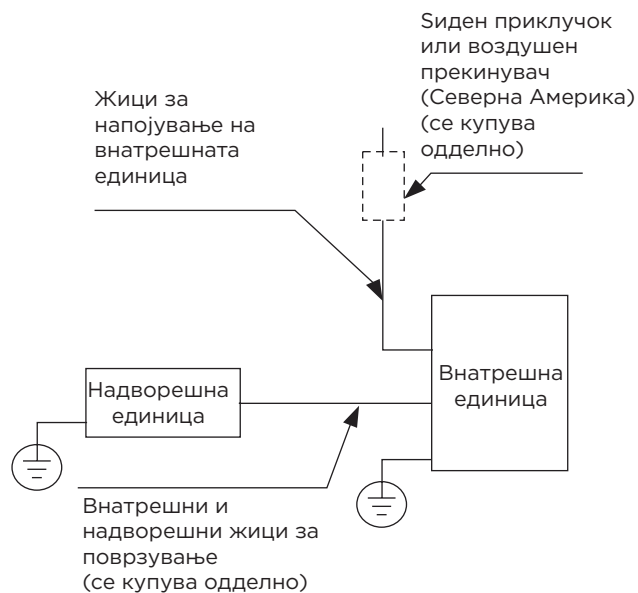 Ѕиден приклучок
или воздушен
прекинувач
(Северна Америка)
(се купува
одделно)
Жици за
напојување на
внатрешната
единица
Внатрешна
единица
Надворешна
единица
Внатрешни и
надворешни жици за
поврзување
(се купува одделно)